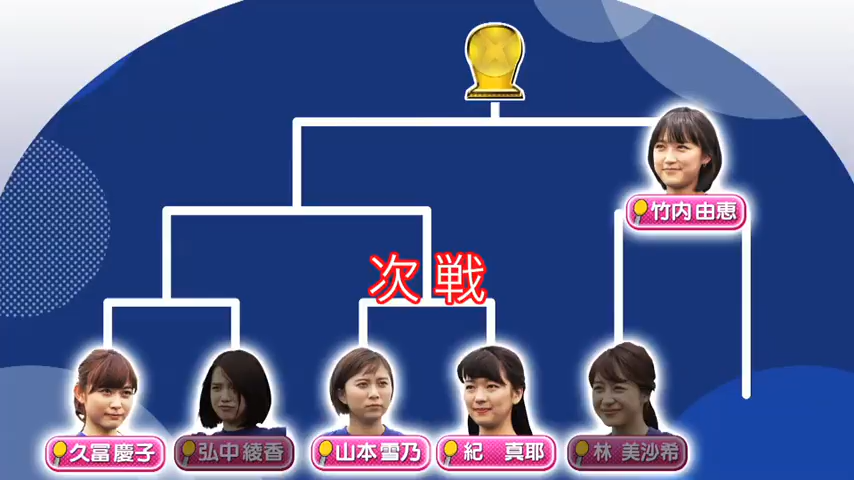 竹内 由恵
次戦
久冨 慶子
弘中 綾香
山本 雪乃
紀 真耶
林 美沙希